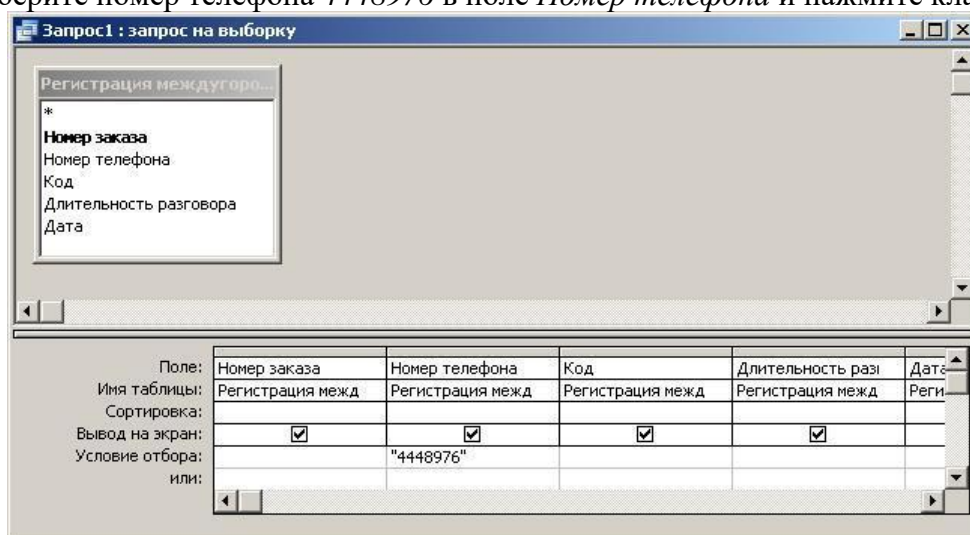 берите номер телефона 4448976 в поле Номер телефона и нажмите кла
Запрос1 : запрос на выборку
Регистрация междугоро...
*
Номер заказа
Номер телефона
Код
Длительность разговора
Дата
Поле: Номер заказа Номер телефона Код Длительность разг Дата
Имя таблицы: Регистрация межд Регистрация межд Регистрация межд Регистрация межд Реги
Сортировка:
Вывод на экран:
Условие отбора: "4448976"
или: